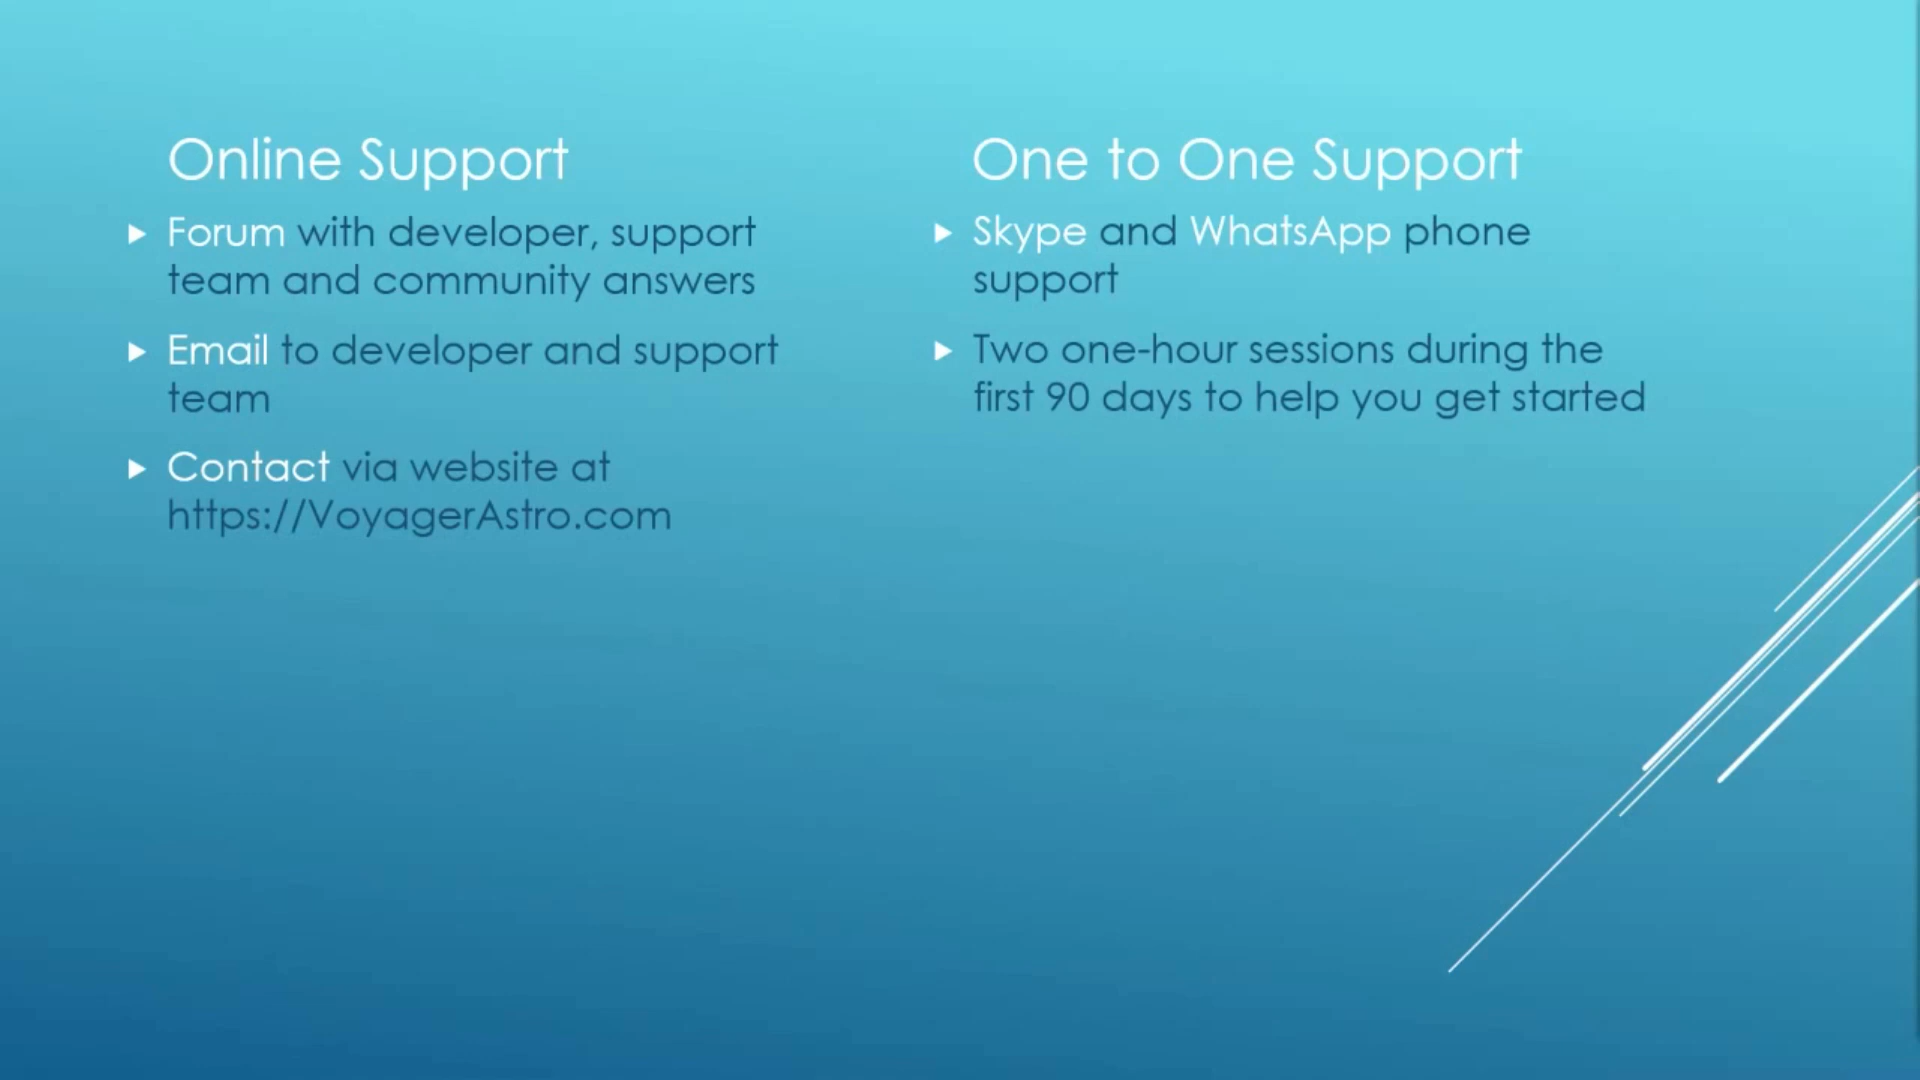 Online Support
Forum with developer, support
team and community answers
Email to developer and support
team
Contact via website at
https://VoyagerAstro.com
One to One Support
Skype and WhatsApp phone
support
Two one-hour sessions during the
first 90 days to help you get started